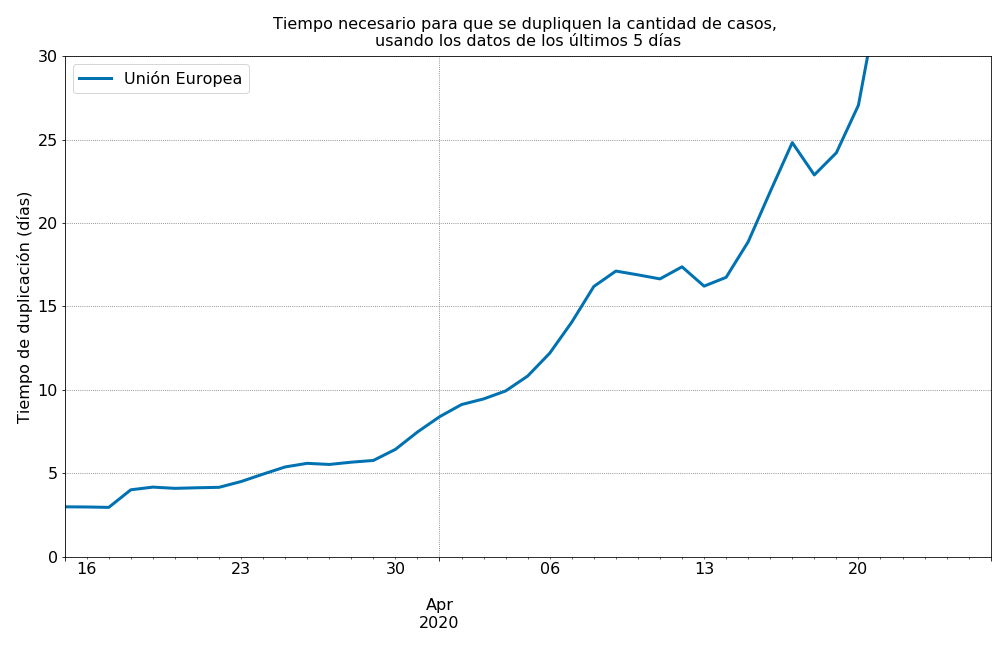 Tiempo necesario para que se dupliquen la cantidad de casos,
usando los datos de los últimos 5 días
Unión Europea
Tiempo de duplicación (días)
30
25
20
15
10
5
0
16 23 30 06 13 20
Apr
2020